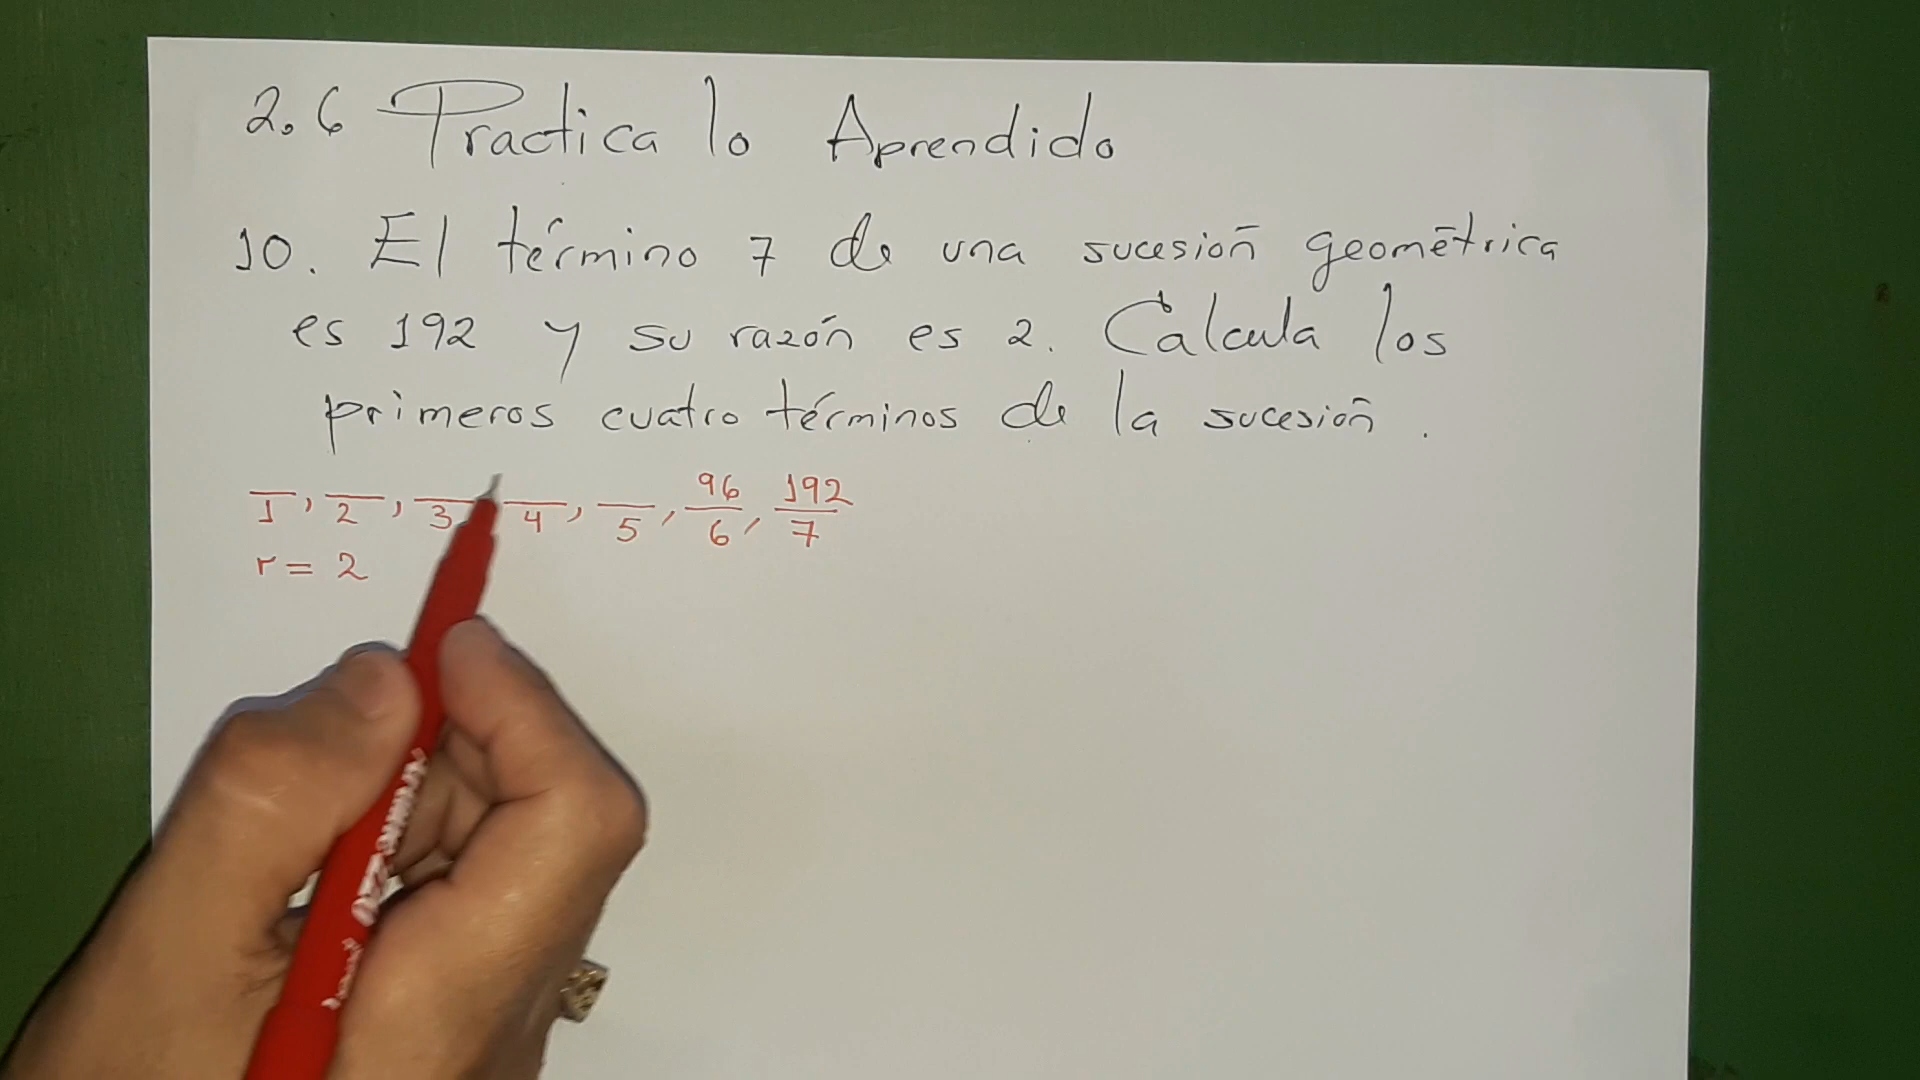 2.6 Practica lo Aprendido
10. El término 7 de una sucesión geométrica
es 192 y su razón es 2. Calcula los
primeros cuatro términos de la sucesión.
96 192
1, 2, 3 4, 5, 6, 7
r = 2